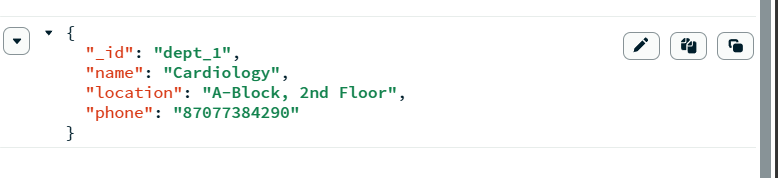 {
"_id": "dept_1",
"name": "Cardiology",
"location": "A-Block, 2nd Floor",
"phone": "87077384290"
}